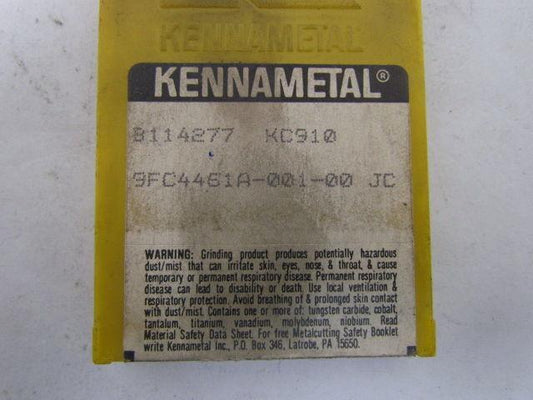 KENNAMETAL
KENNAMETAL®
8114277 KC910
9FC4461A-001-00 JC
WARNING: Grinding product produces potentially hazardous
dust/mist that can irritate skin, eyes, nose, & throat, & cause
temporary or permanent respiratory disease. Permanent respiratory
disease can lead to disability or death. Use local ventilation &
respiratory protection. Avoid breathing of & prolonged skin contact
with dust/mist. Contains one or more of: tungsten carbide, cobalt,
tantalum, titanium, vanadium, molybdenum, niobium. Read
Material Safety Data Sheet. For free Metalcutting Safety Booklet
write Kennametal Inc., P.O. Box 346, Latrobe, PA 15650.